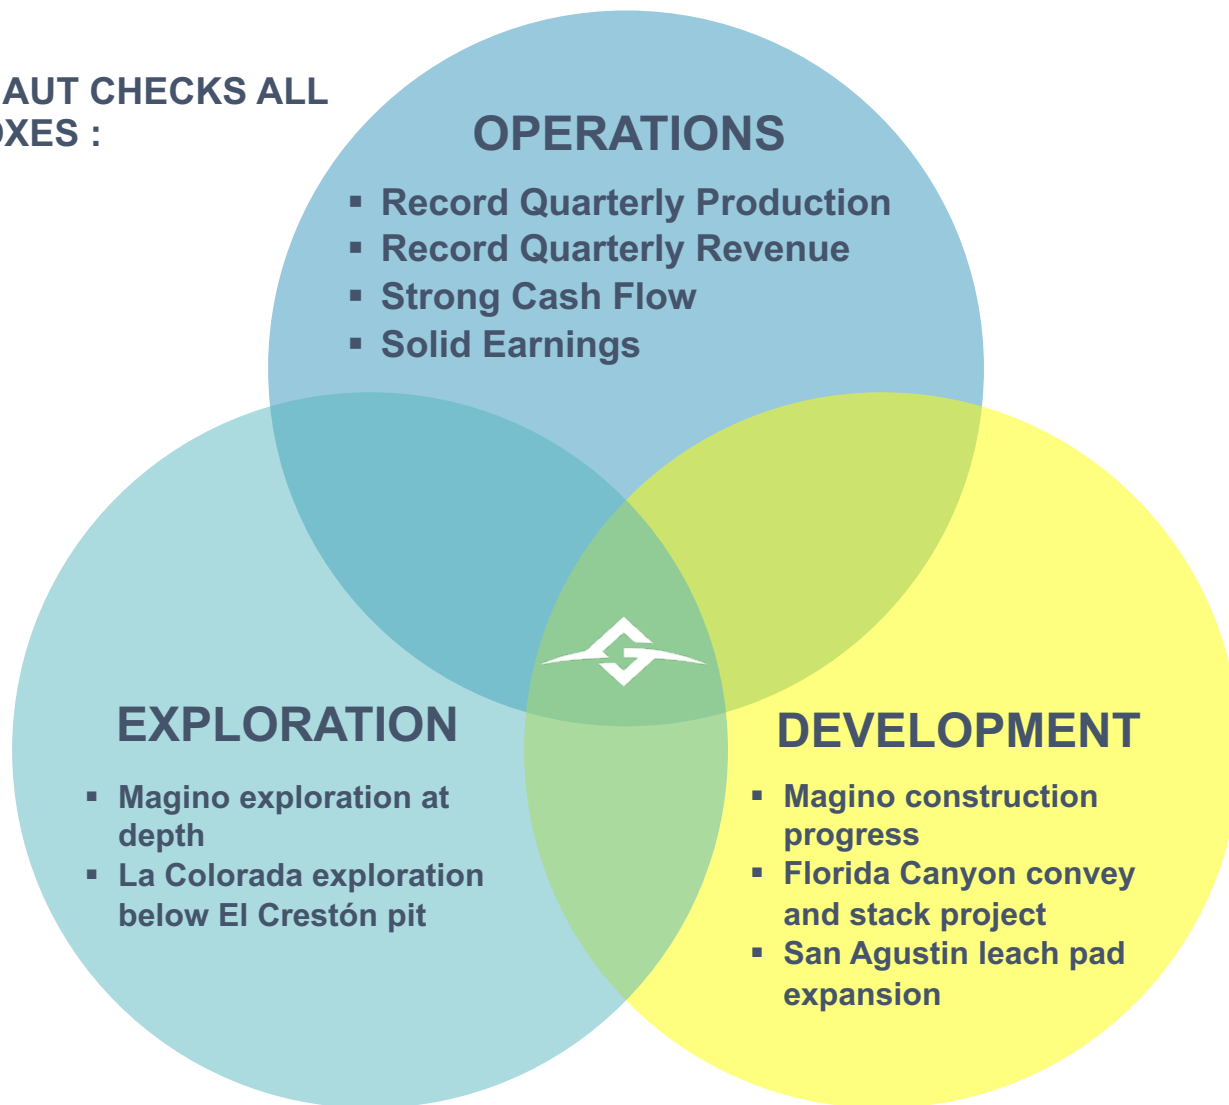 AUT CHECKS ALL
OXES :
OPERATIONS
▪ Record Quarterly Production
▪ Record Quarterly Revenue
▪ Strong Cash Flow
▪ Solid Earnings
EXPLORATION
▪ Magino exploration at
depth
▪ La Colorada exploration
below El Crestón pit
DEVELOPMENT
▪ Magino construction
progress
▪ Florida Canyon convey
and stack project
▪ San Agustin leach pad
expansion